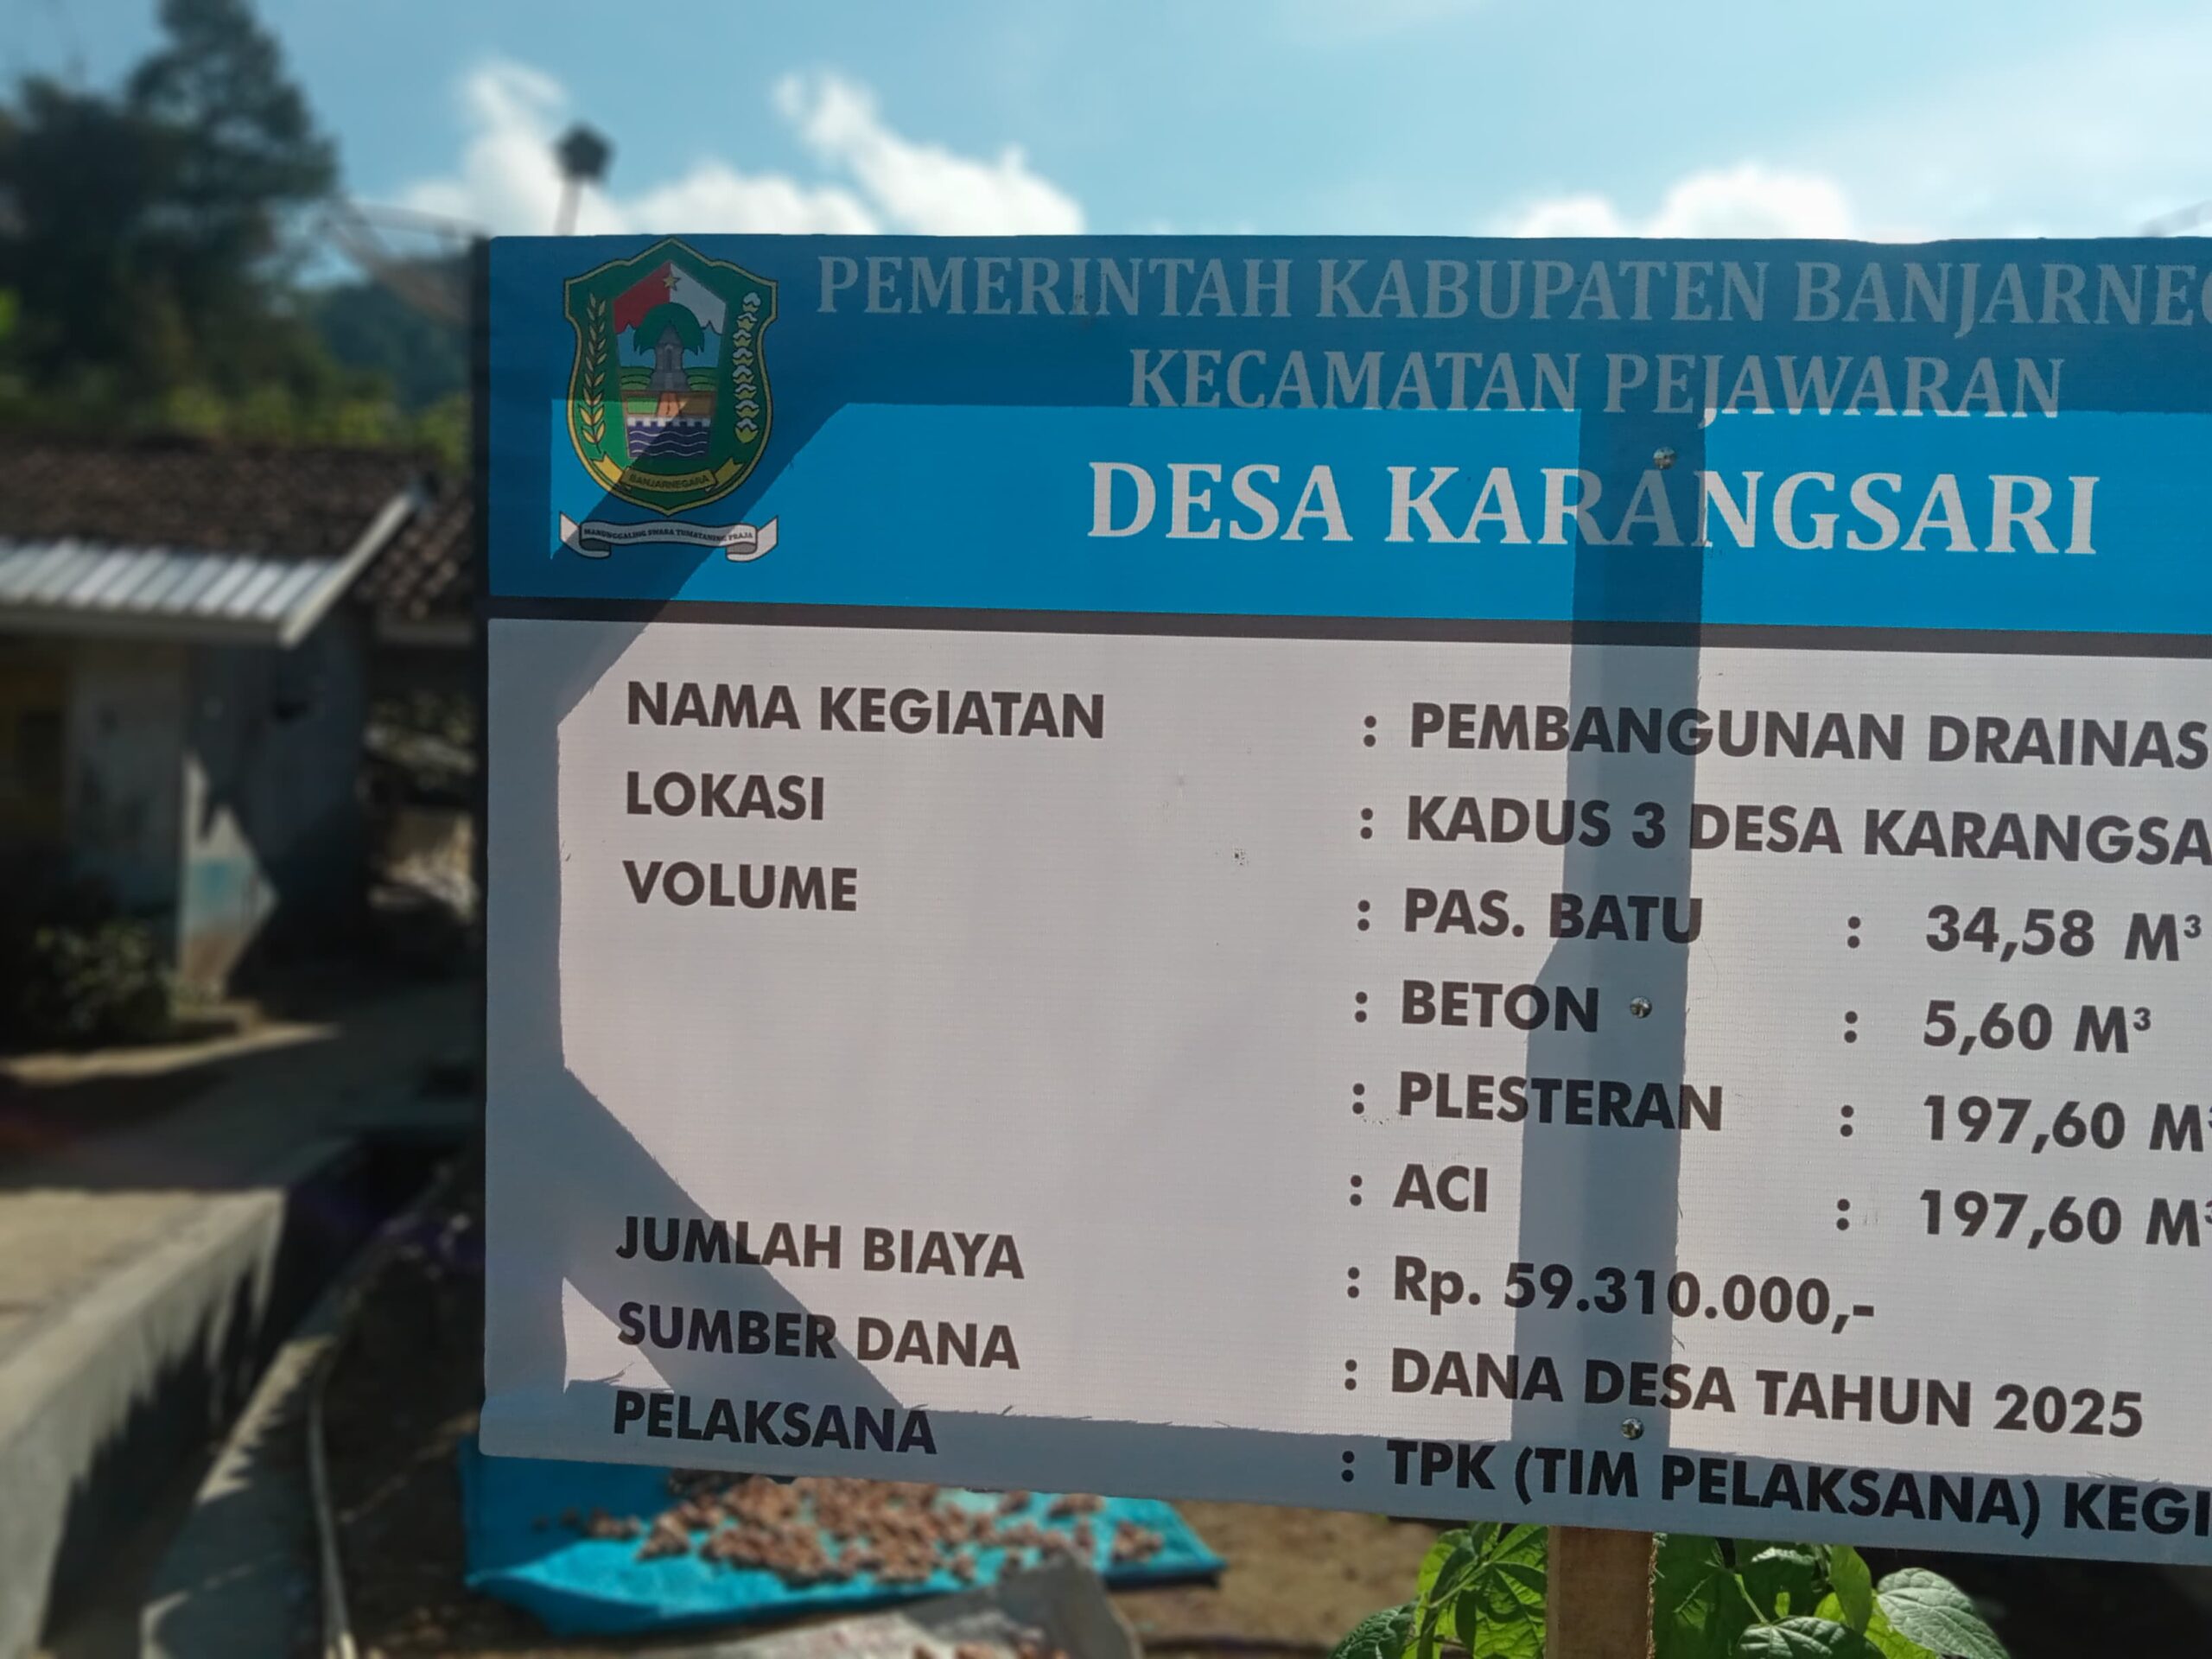 PEMERINTAH KABUPATEN BANJARNEG
KECAMATAN PEJAWARAN
DESA KARANGSARI
BANJARNEGARA
NAMA KEGIATAN : PEMBANGUNAN DRAINAS
LOKASI : KADUS 3 DESA KARANGSA
VOLUME : PAS. BATU : 34,58 M³
: BETON : 5,60 M³
: PLESTERAN : 197,60 M
: ACI : 197,60 M
JUMLAH BIAYA : Rp. 59.310.000,-
SUMBER DANA : DANA DESA TAHUN 2025
PELAKSANA : TPK (TIM PELAKSANA) KEGI